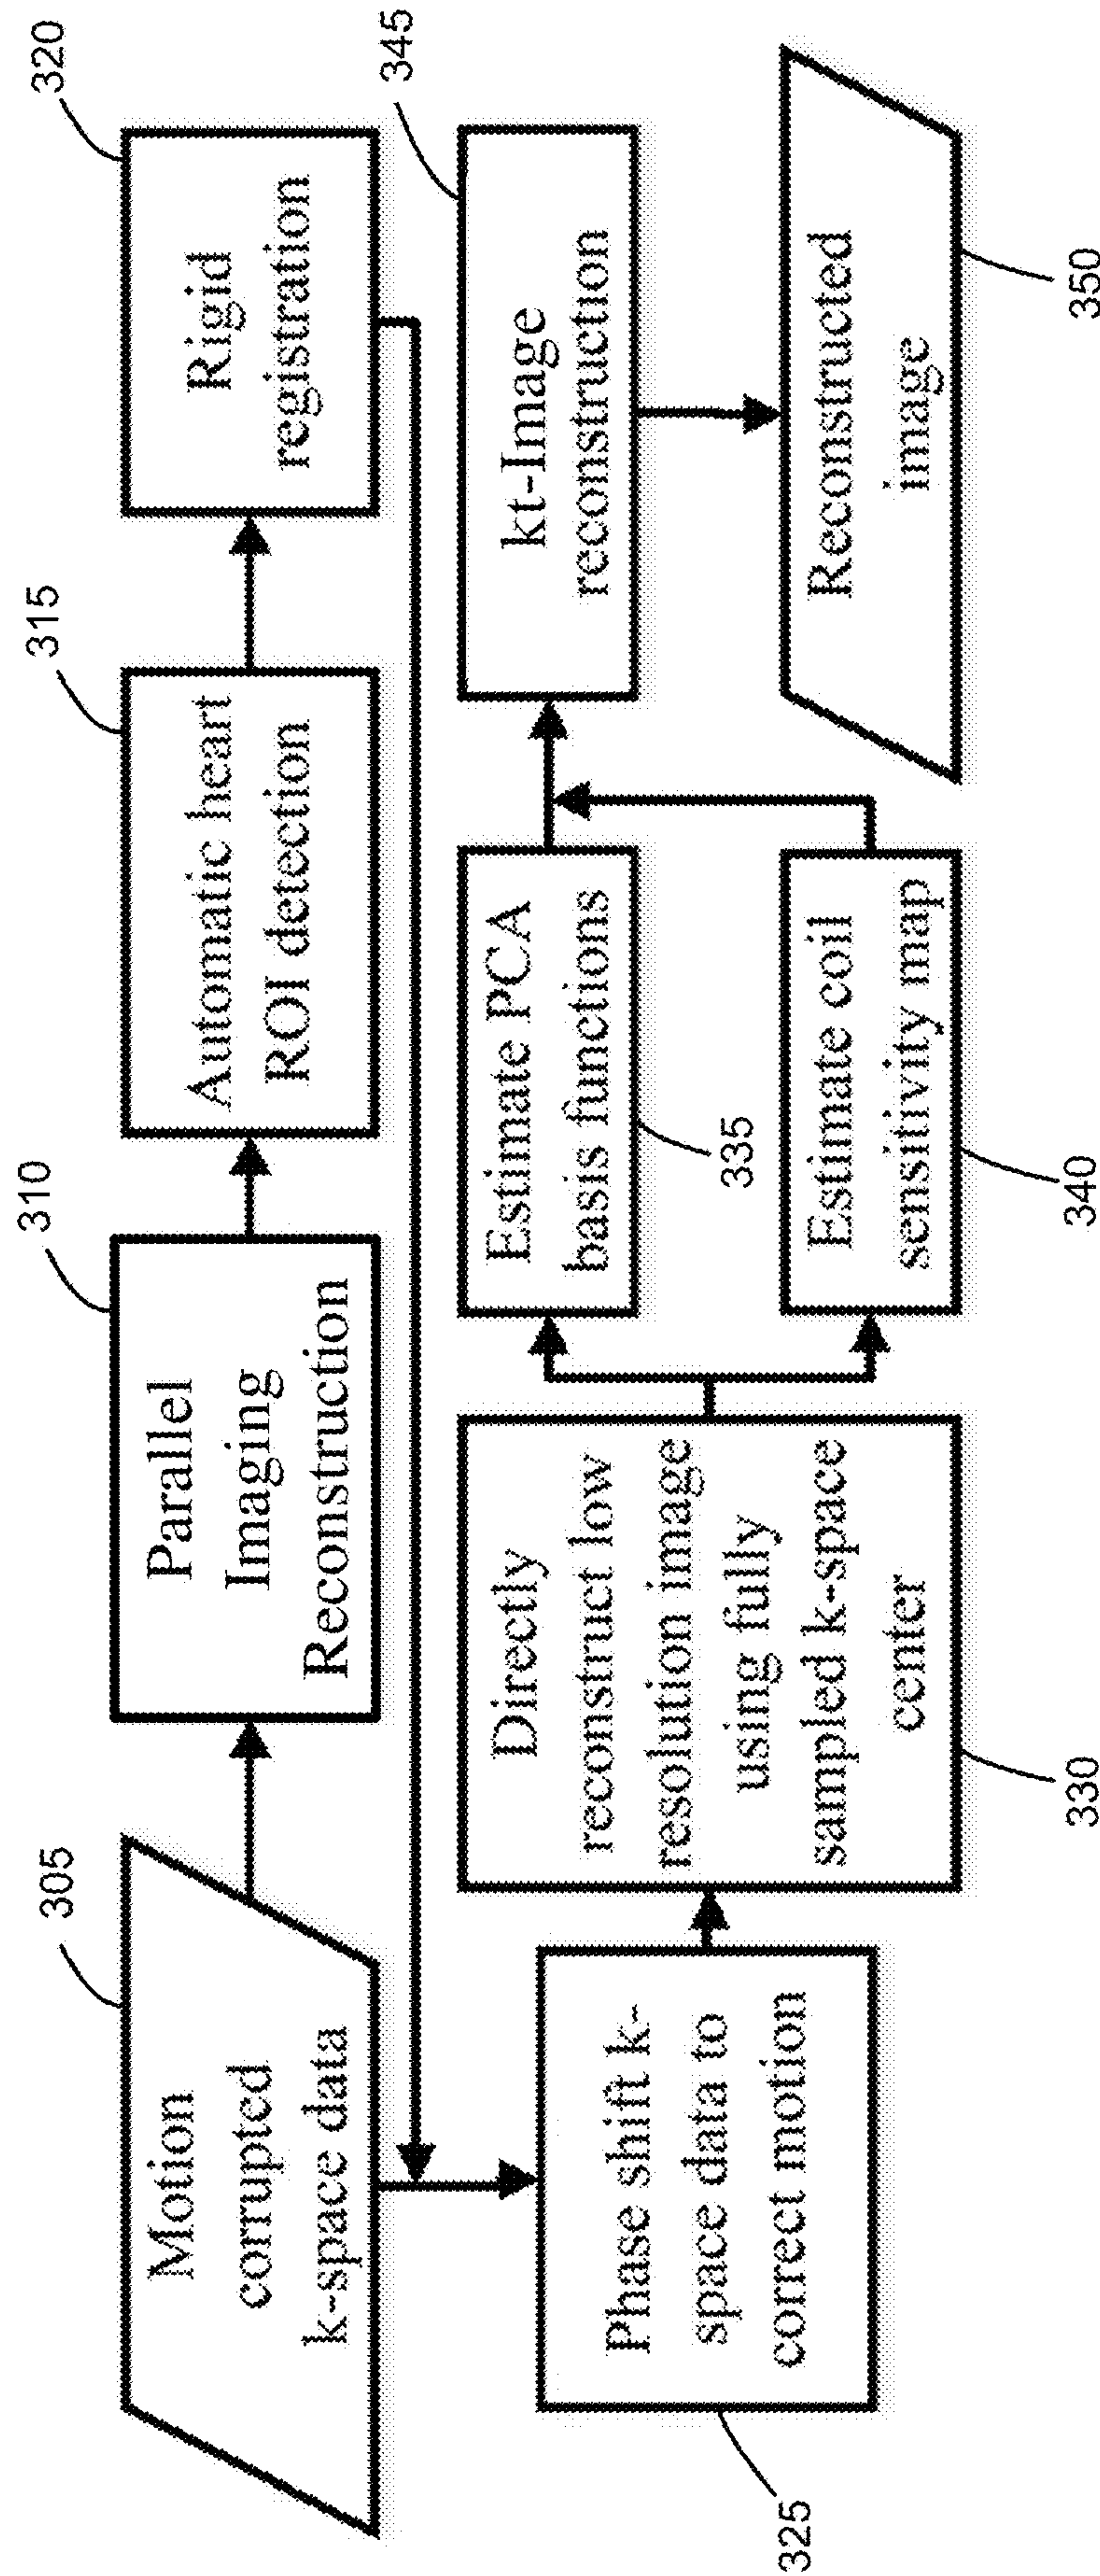 305
Motion
corrupted
k-space data
310
Parallel
Imaging
Reconstruction
315
Automatic heart
ROI detection
320
Rigid
registration
325
Phase shift k-
space data to
correct motion
330
Directly
reconstruct low
resolution image
using fully
sampled k-space
center
335
Estimate PCA
basis functions
340
Estimate coil
sensitivity map
345
kt-Image
reconstruction
350
Reconstructed
image